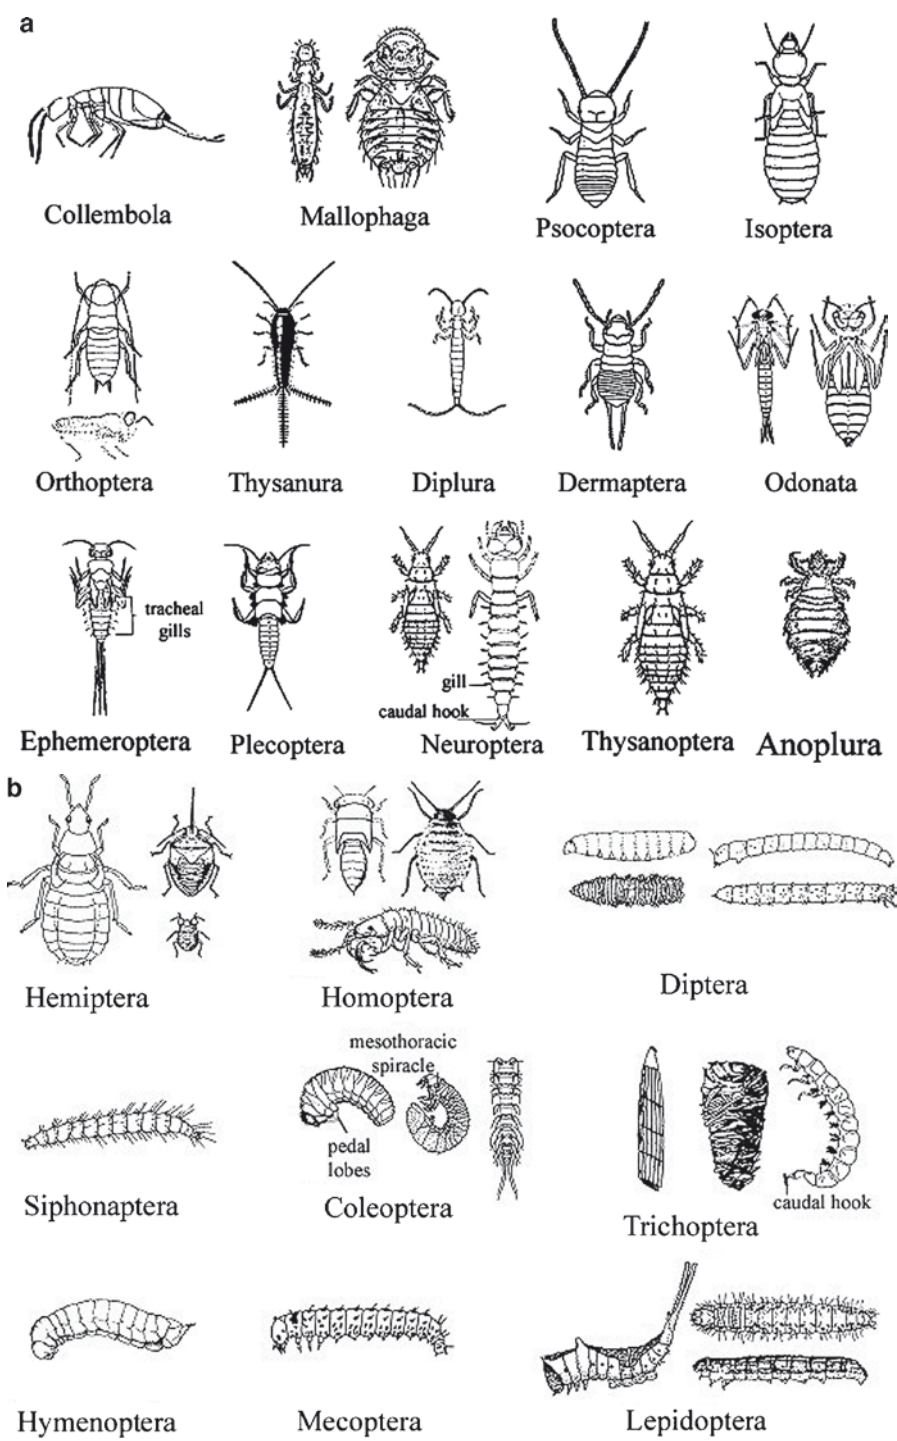 a
Collembola
Mallophaga
Psocoptera
Isoptera
Orthoptera
Thysanura
Diplura
Dermaptera
Odonata
tracheal
gills
gill
caudal hook
Ephemeroptera
Plecoptera
Neuroptera
Thysanoptera
Anoplura
b
Hemiptera
Homoptera
Diptera
mesothoracic
spiracle
pedal
lobes
caudal hook
Siphonaptera
Coleoptera
Trichoptera
Hymenoptera
Mecoptera
Lepidoptera